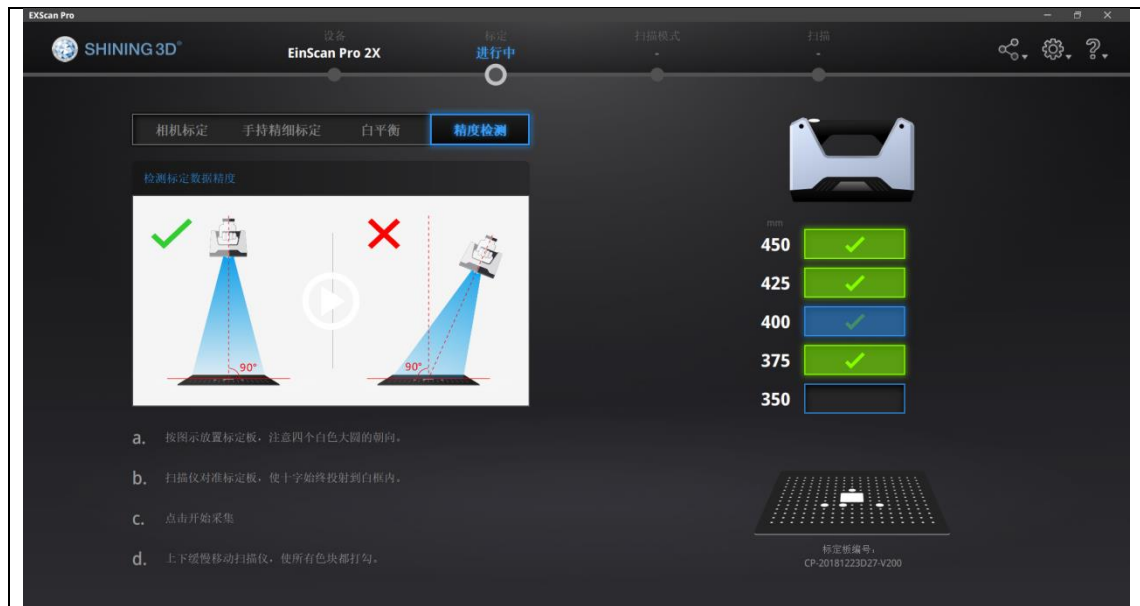 EXScan Pro
SHINING 3D®
设备
EinScan Pro 2X
标定
进行中
扫描模式
-
扫描
-
相机标定
手持精细标定
白平衡
精度检测
检测标定数据精度
90°
90°
a. 按图示放置标定板，注意四个白色大圆的朝向。
b. 扫描仪对准标定板，使十字始终投射到白框内。
c. 点击开始采集
d. 上下缓慢移动扫描仪，使所有色块都打勾。
mm
450
425
400
375
350
标定板编号：
CP-20181223D27-V200